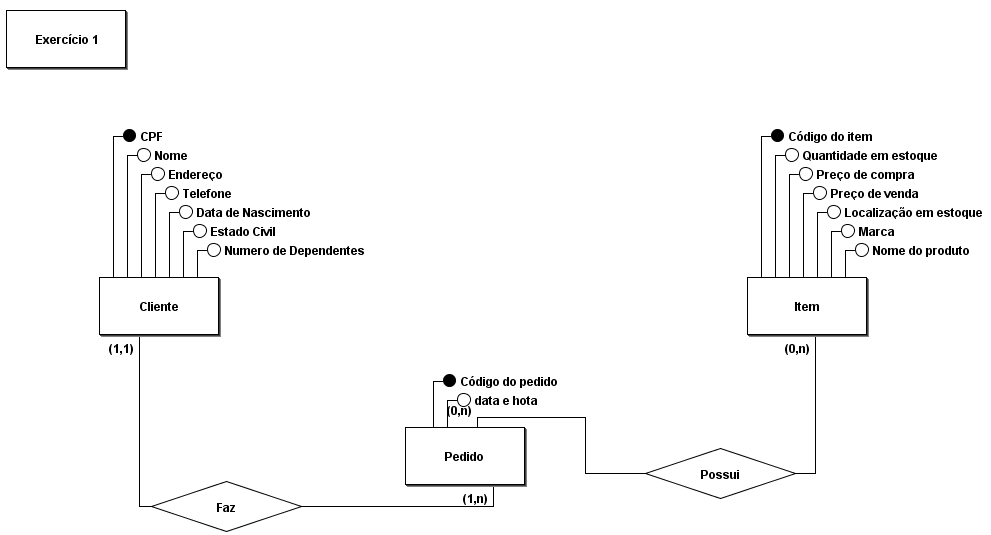 Exercício 1
CPF
Nome
Endereço
Telefone
Data de Nascimento
Estado Civil
Numero de Dependentes
Cliente
(1,1)
Código do item
Quantidade em estoque
Preço de compra
Preço de venda
Localização em estoque
Marca
Nome do produto
Item
(0,n)
Código do pedido
data e hota
(0,n)
Pedido
(1,n)
Possui
Faz